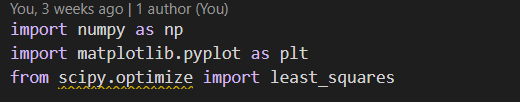 You, 3 weeks ago | 1 author (You)
import numpy as np
import matplotlib.pyplot as plt
from scipy.optimize import least_squares